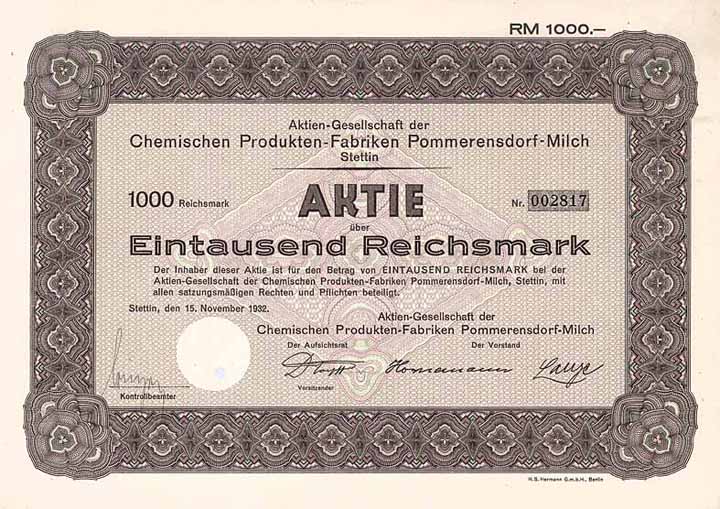 RM 1000.–
Aktien-Gesellschaft der
Chemischen Produkten-Fabriken Pommerensdorf-Milch
Stettin
1000 Reichsmark
AKTIE
Nr. 002817
über
Eintausend Reichsmark
Der Inhaber dieser Aktie ist für den Betrag von EINTAUSEND REICHSMARK bei der
Aktien-Gesellschaft der Chemischen Produkten-Fabriken Pommerensdorf-Milch, Stettin, mit
allen satzungsmäßigen Rechten und Pflichten beteiligt.
Stettin, den 15. November 1932.
Aktien-Gesellschaft der
Chemischen Produkten-Fabriken Pommerensdorf-Milch
Der Aufsichtsrat
Der Vorstand
Vorsitzender
Kontrollbeamter
H.S. Hermann G.m.b.H., Berlin